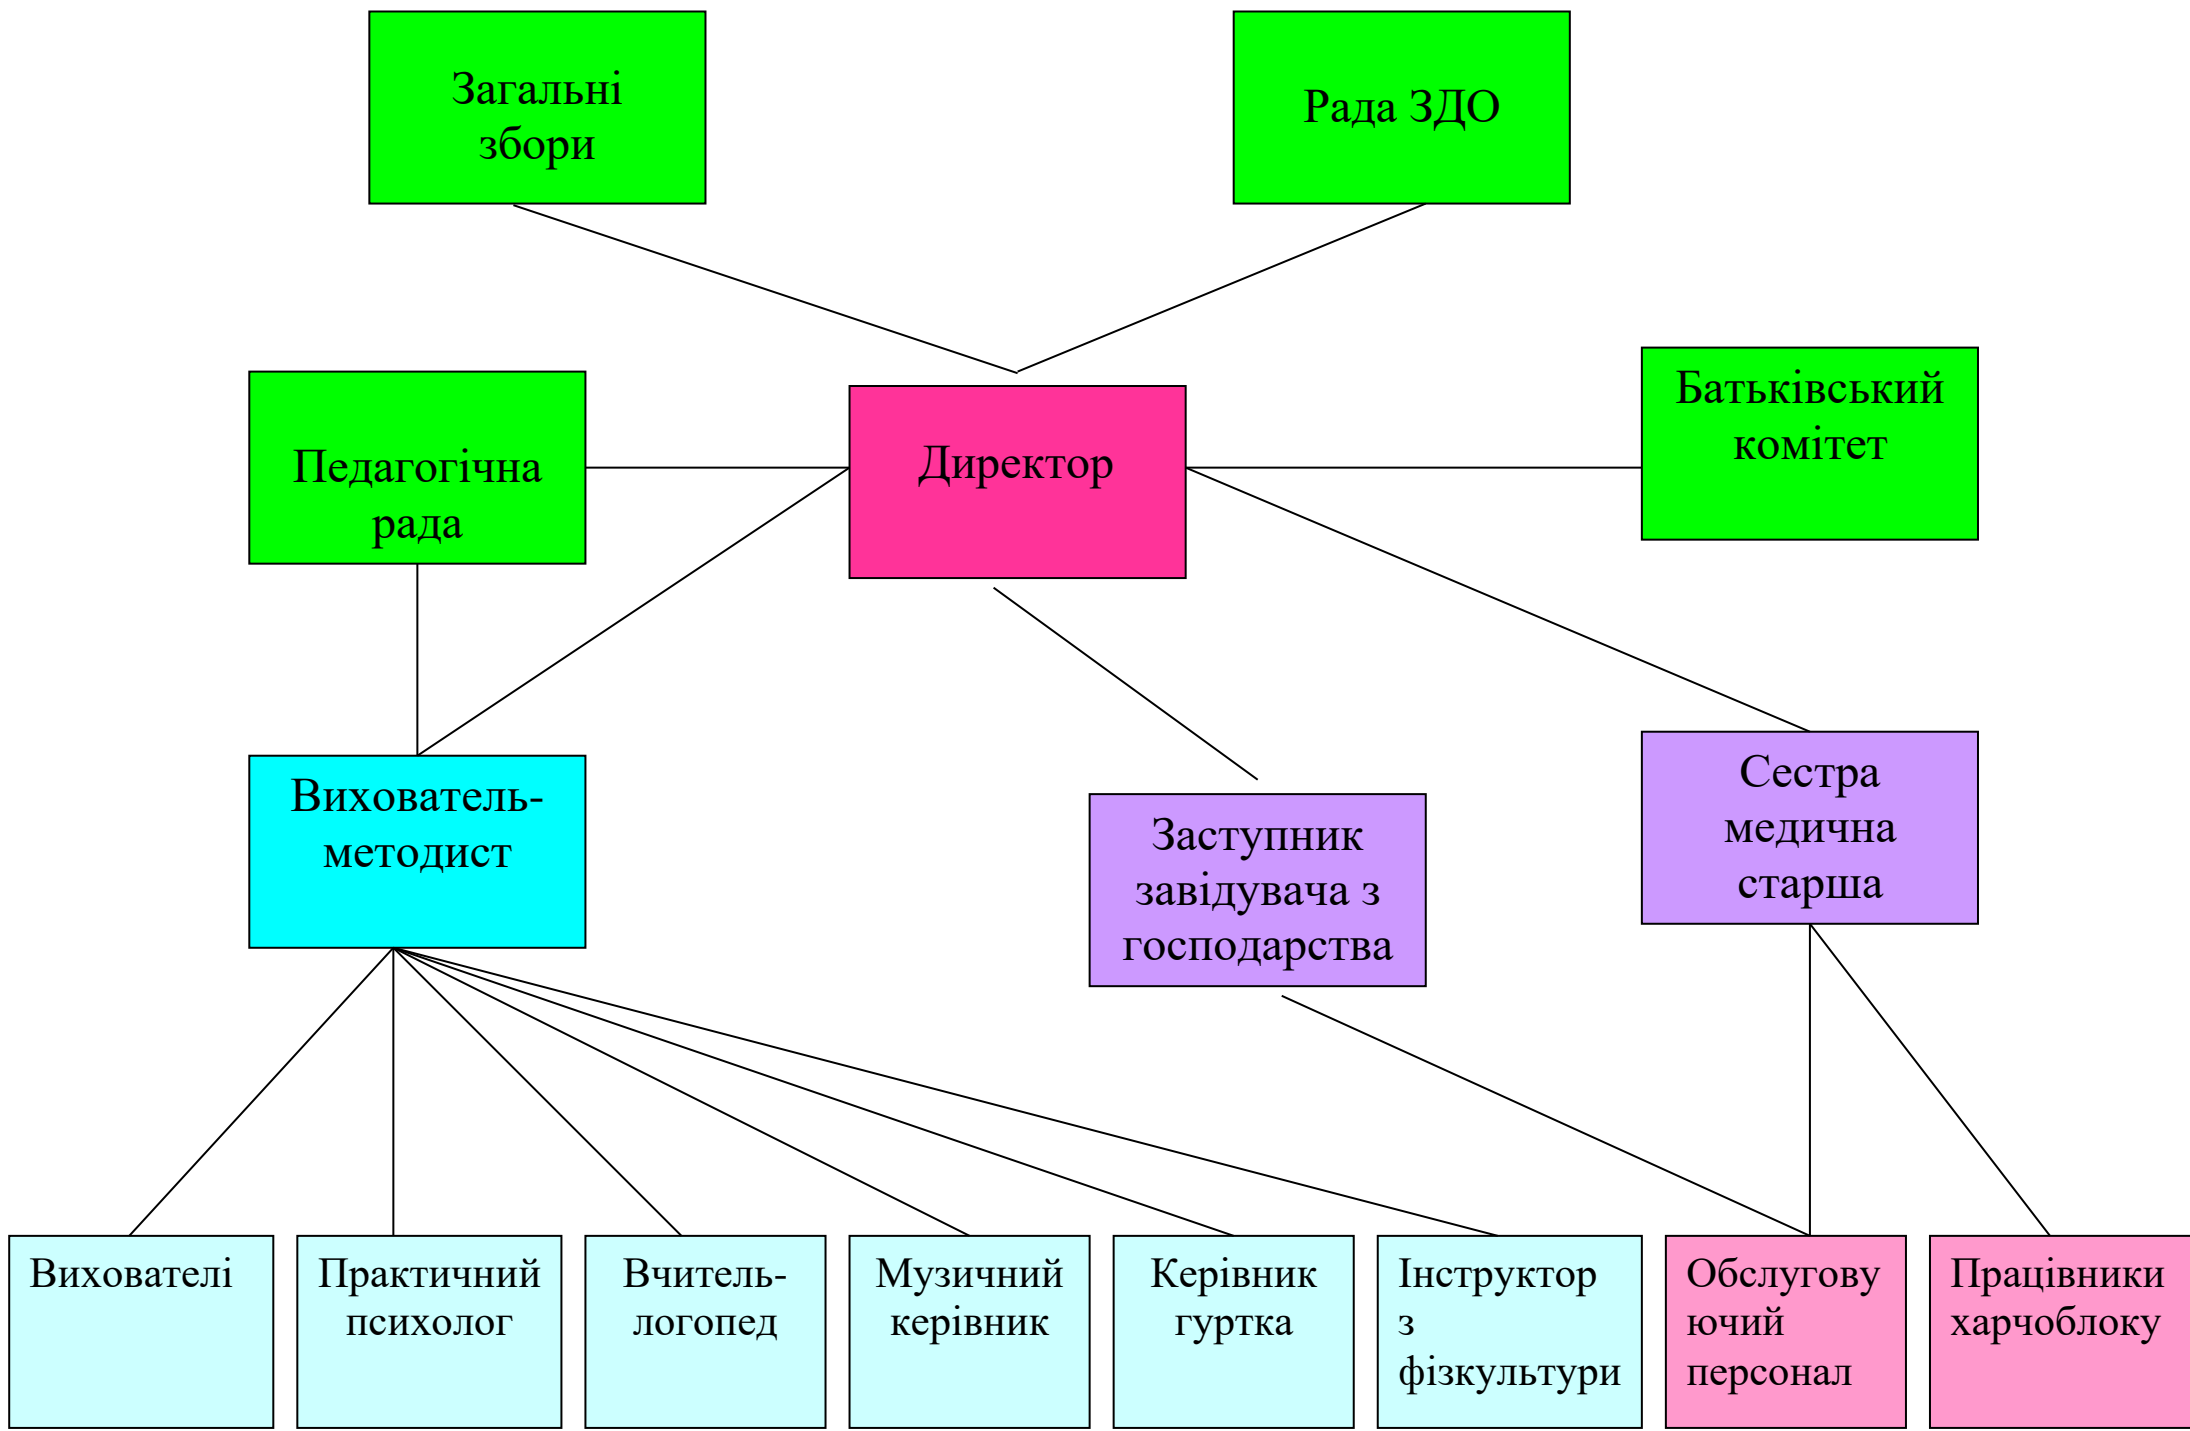 Загальні
збори
Рада ЗДО
Педагогічна
рада
Директор
Батьківський
комітет
Вихователь-
методист
Заступник
завідувача з
господарства
Сестра
медична
старша
Вихователі
Практичний
психолог
Вчитель-
логопед
Музичний
керівник
Керівник
гуртка
Інструктор
з
фізкультури
Обслугову
ючий
персонал
Працівники
харчоблоку